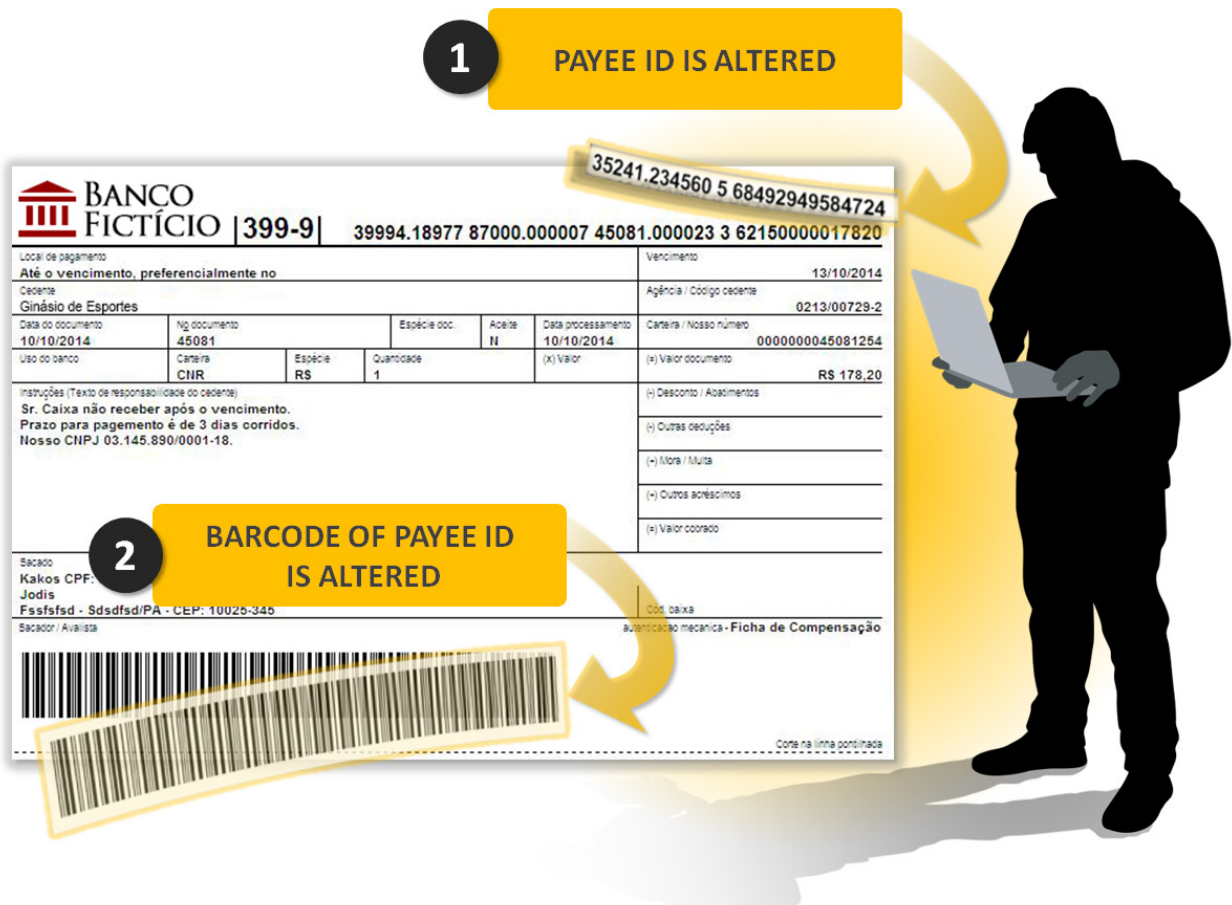 1
PAYEE ID IS ALTERED
35241.234560 5 68492949584724
BANCO
FICTÍCIO |399-9| 39994.18977 87000.000007 45081.000023 3 62150000017820
Local de pagamento
Até o vencimento, preferencialmente no
Vencimento
13/10/2014
Cedente
Ginásio de Esportes
Agência / Código cedente
0213/00729-2
Data do documento
10/10/2014
Ng documento
45081
Espécie doc.
Aceite
N
Data processamento
10/10/2014
Carteira / Nosso número
0000000045081254
Uso do banco
Carteira
CNR
Espécie
R$
Quantidade
1
(x) Valor
(=) Valor documento
R$ 178,20
Instruções (Texto de responsabilidade do cedente)
Sr. Caixa não receber após o vencimento.
Prazo para pagamento é de 3 dias corridos.
Nosso CNPJ 03.145.890/0001-18.
(-) Desconto / Abatimentos
(-) Outras deduções
(+) Mora / Multa
(+) Outros acréscimos
(=) Valor cobrado
2
BARCODE OF PAYEE ID
IS ALTERED
Sacado
Kakos CPF:
Jodis
Fssfsfsd - Sdsdfsd/PA - CEP: 10025-345
Cód. baixa
Sacador / Avalista
autenticacao mecanica - Ficha de Compensação
Corte na linha pontilhada